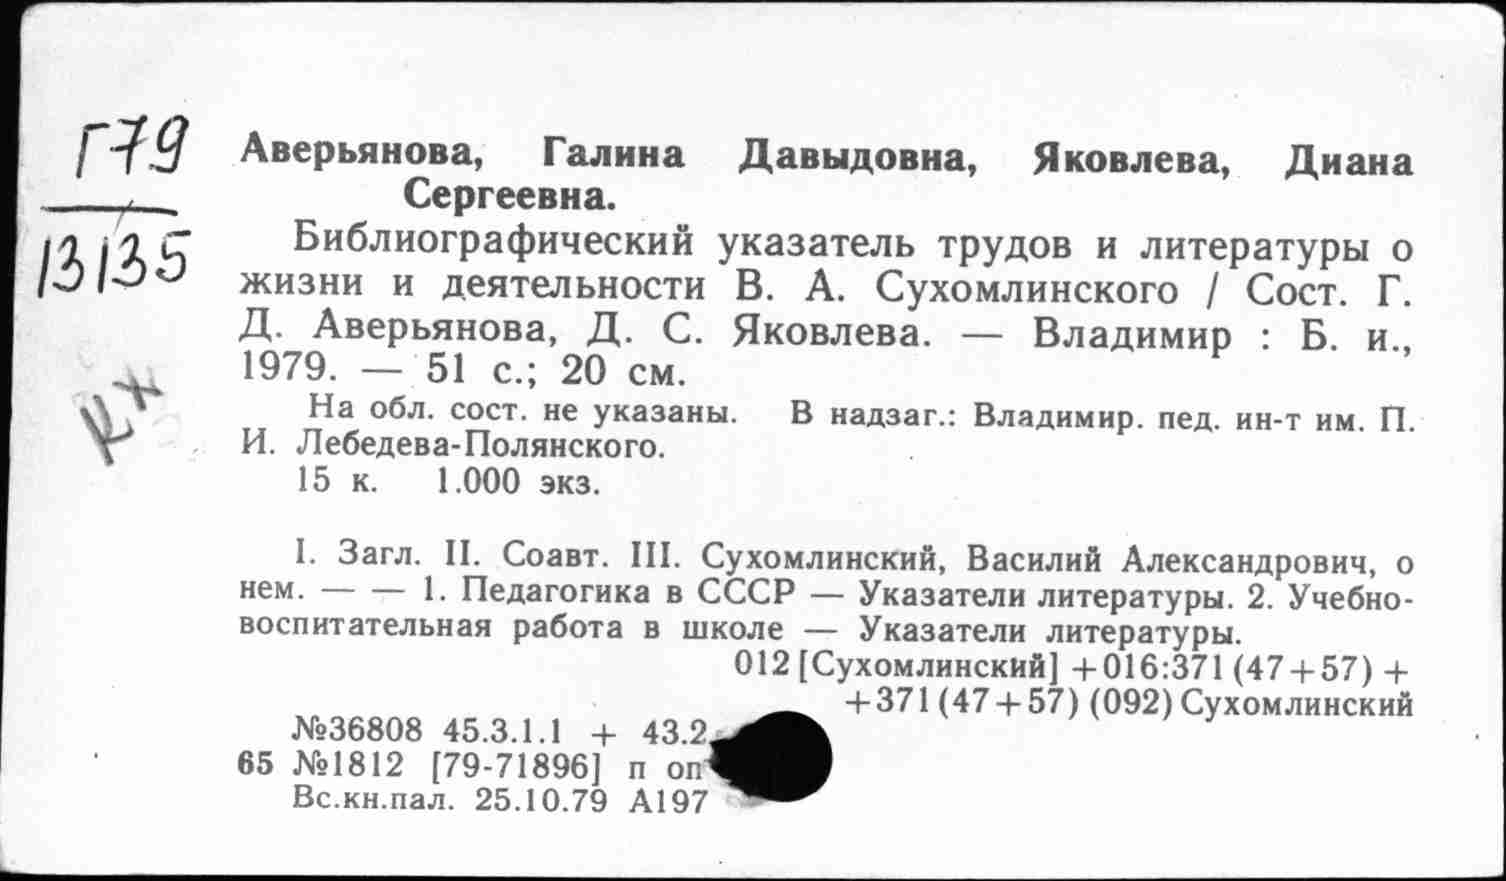 Г79
13135
Кх
Аверьянова, Галина Давыдовна, Яковлева, Диана
Сергеевна.
Библиографический указатель трудов и литературы о
жизни и деятельности В. А. Сухомлинского / Сост. Г.
Д. Аверьянова, Д. С. Яковлева. — Владимир : Б. и.,
1979. — 51 с.; 20 см.
На обл. сост. не указаны. В надзаг.: Владимир. пед. ин-т им. П.
И. Лебедева-Полянского.
15 к. 1.000 экз.
I. Загл. II. Соавт. III. Сухомлинский, Василий Александрович, о
нем. — — 1. Педагогика в СССР — Указатели литературы. 2. Учебно-
воспитательная работа в школе — Указатели литературы.
012 [Сухомлинский] +016:371 (47+57) +
+371 (47+57) (092) Сухомлинский
№36808 45.3.1.1 + 43.2
65 №1812 [79-71896] п оп
Вс.кн.пал. 25.10.79 А197